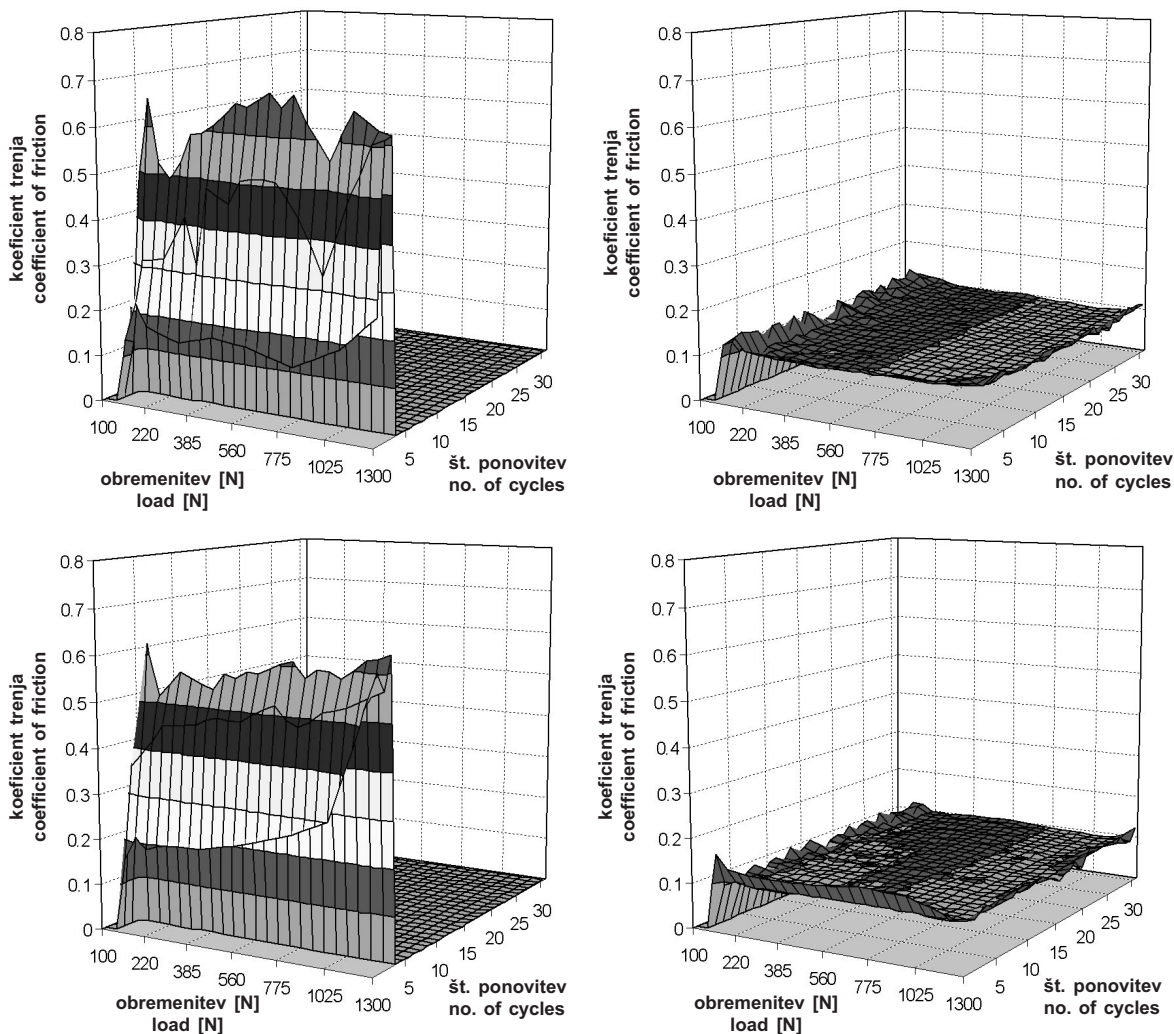 0.8
0.7
0.6
0.5
0.4
0.3
0.2
0.1
0
koeficient trenja
coefficient of friction
100 220 385 560 775 1025 1300
5 10 15 20 25 30
obremenitev [N]
load [N]
št. ponovitev
no. of cycles
0.8
0.7
0.6
0.5
0.4
0.3
0.2
0.1
0
koeficient trenja
coefficient of friction
100 220 385 560 775 1025 1300
5 10 15 20 25 30
obremenitev [N]
load [N]
št. ponovitev
no. of cycles
0.8
0.7
0.6
0.5
0.4
0.3
0.2
0.1
0
koeficient trenja
coefficient of friction
100 220 385 560 775 1025 1300
5 10 15 20 25 30
obremenitev [N]
load [N]
št. ponovitev
no. of cycles
0.8
0.7
0.6
0.5
0.4
0.3
0.2
0.1
0
koeficient trenja
coefficient of friction
100 220 385 560 775 1025 1300
5 10 15 20 25 30
obremenitev [N]
load [N]
št. ponovitev
no. of cycles